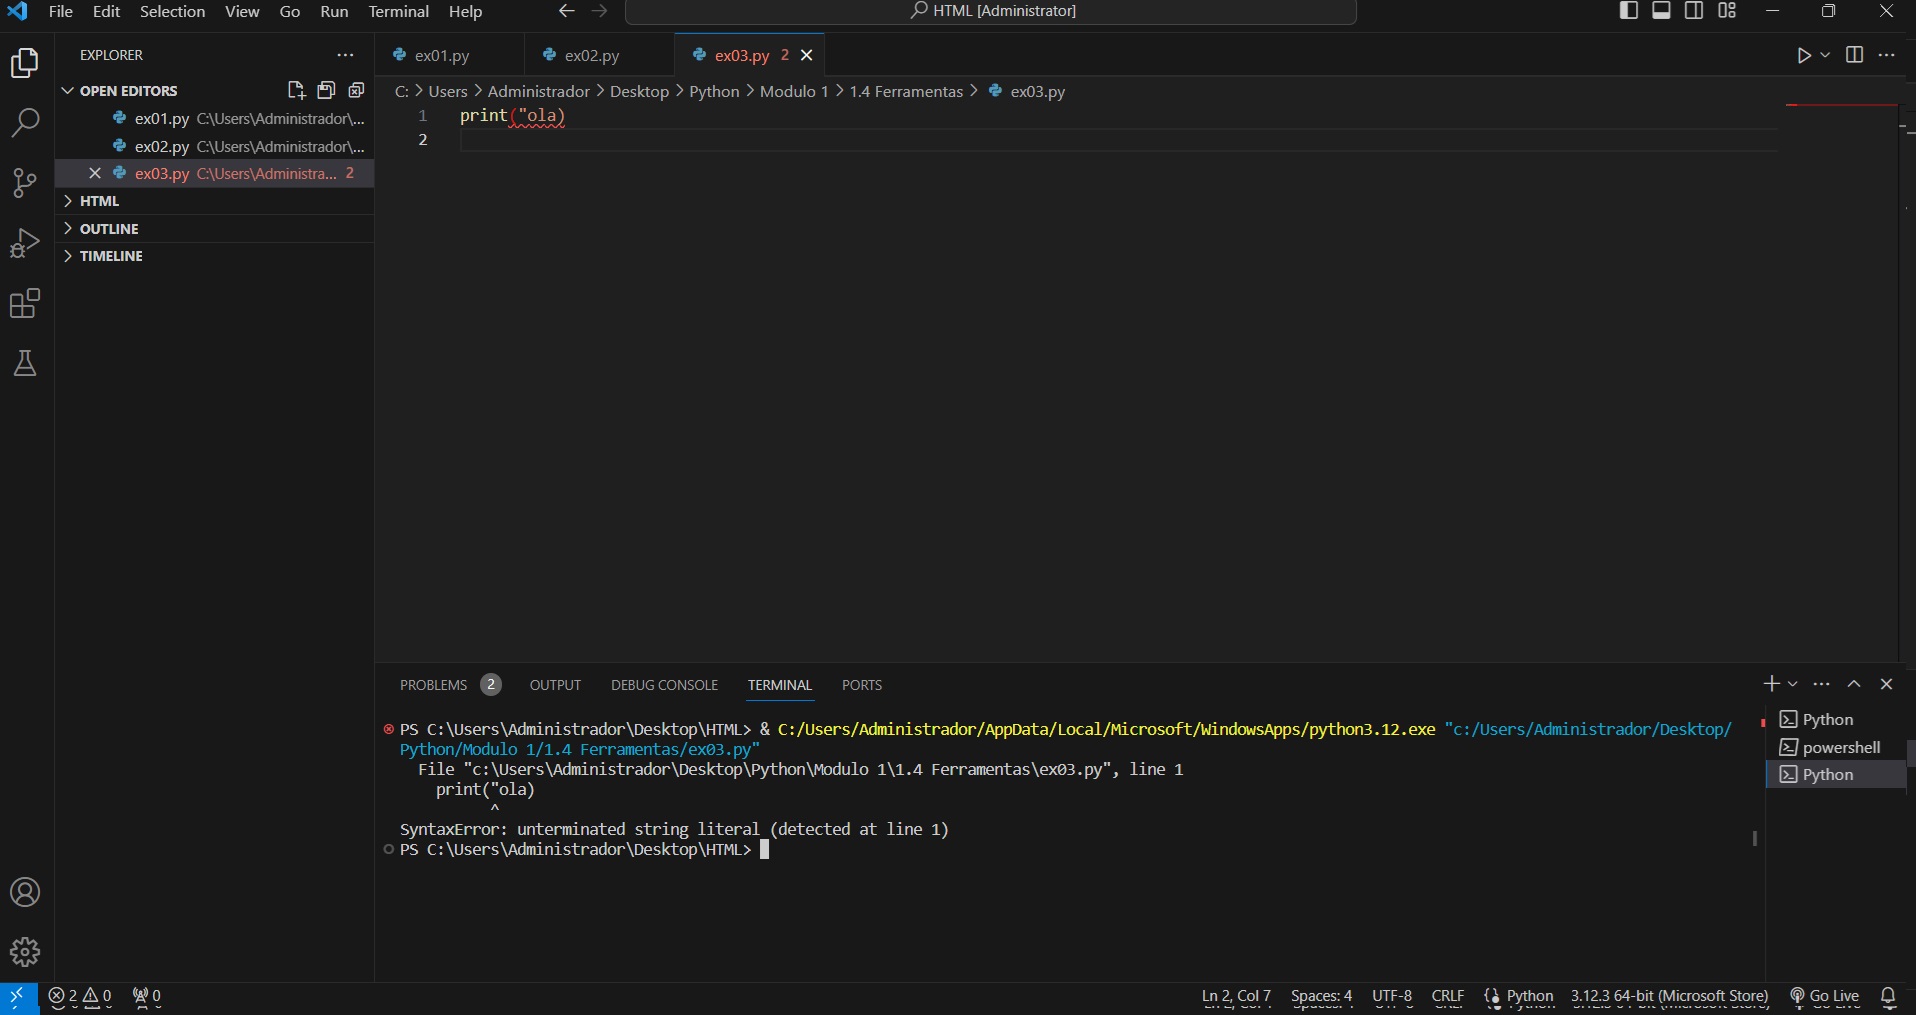 File Edit Selection View Go Run Terminal Help
HTML [Administrator]
EXPLORER
OPEN EDITORS
ex01.py C:\Users\Administrador\...
ex02.py C:\Users\Administrador\...
ex03.py C:\Users\Administra... 2
HTML
OUTLINE
TIMELINE
ex01.py ex02.py ex03.py 2
C: > Users > Administrador > Desktop > Python > Modulo 1 > 1.4 Ferramentas > ex03.py
1 print("ola)
2
PROBLEMS 2 OUTPUT DEBUG CONSOLE TERMINAL PORTS
PS C:\Users\Administrador\Desktop\HTML> & C:/Users/Administrador/AppData/Local/Microsoft/WindowsApps/python3.12.exe "c:/Users/Administrador/Desktop/
Python/Modulo 1/1.4 Ferramentas/ex03.py"
File "c:\Users\Administrador\Desktop\Python\Modulo 1\1.4 Ferramentas\ex03.py", line 1
print("ola)
^
SyntaxError: unterminated string literal (detected at line 1)
PS C:\Users\Administrador\Desktop\HTML>
Python
powershell
Python
2 0 0
Ln 2, Col 7 Spaces: 4 UTF-8 CRLF Python 3.12.3 64-bit (Microsoft Store) Go Live